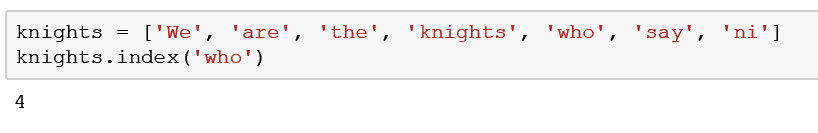 knights = ['We', 'are', 'the', 'knights', 'who', 'say', 'ni']
knights.index('who')
4